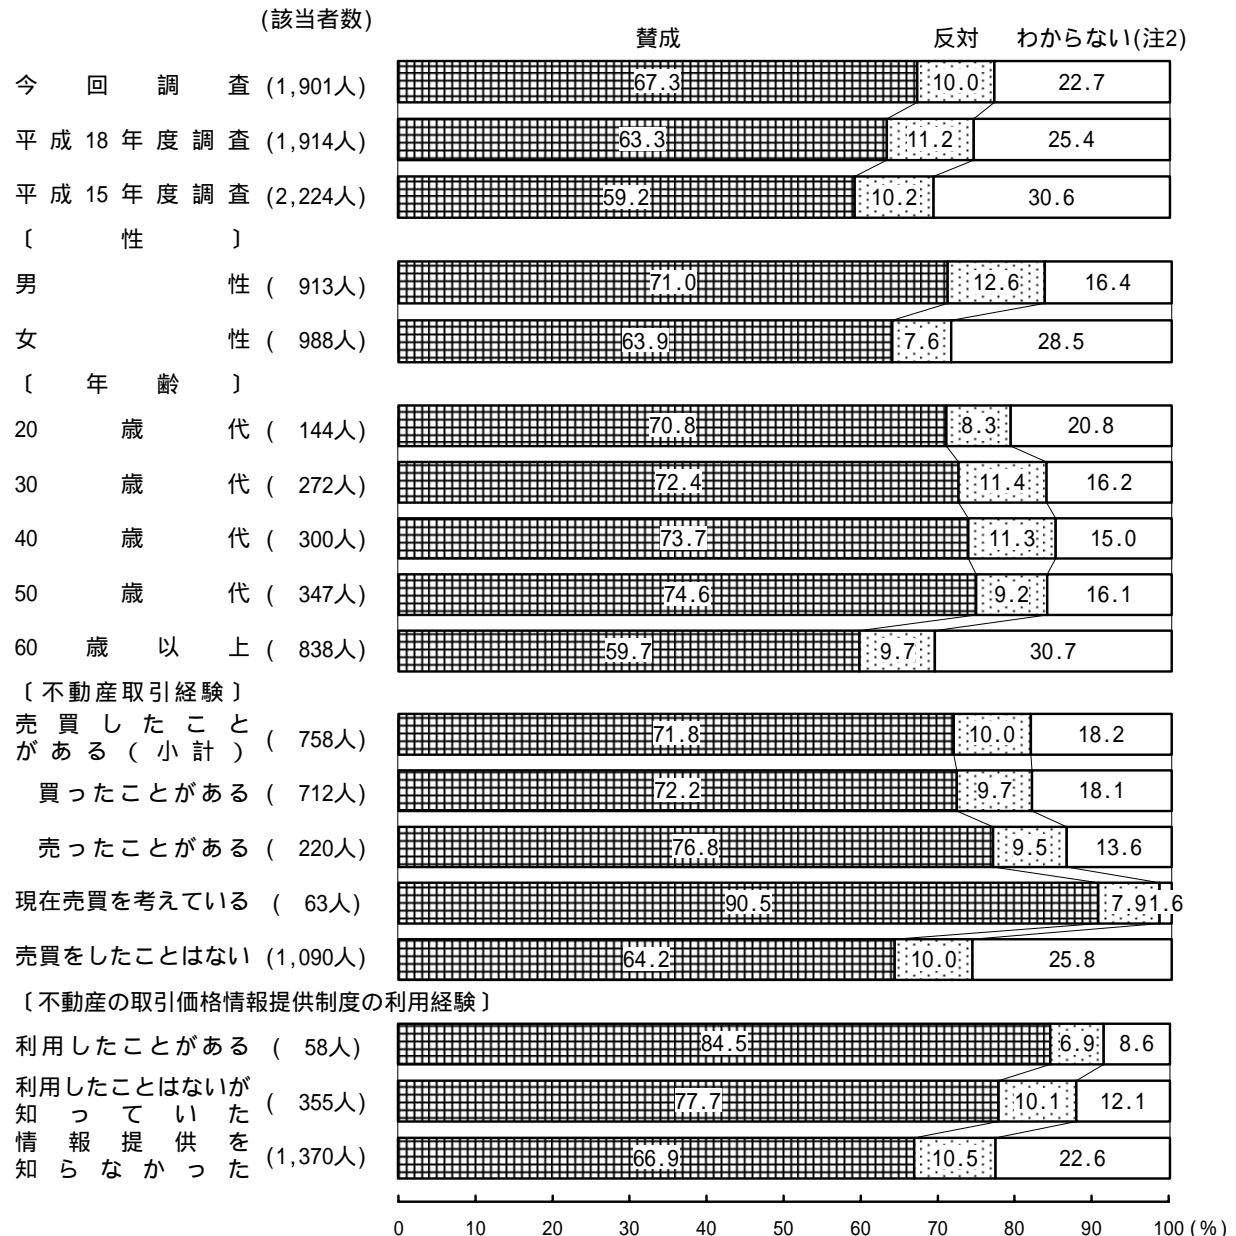 (該当者数)
賛成 反対 わからない(注2)
今回調査 (1,901人) 67.3 10.0 22.7
平成18年度調査 (1,914人) 63.3 11.2 25.4
平成15年度調査 (2,224人) 59.2 10.2 30.6
〔性〕
男性 ( 913人) 71.0 12.6 16.4
女性 ( 988人) 63.9 7.6 28.5
〔年齢〕
20歳代 ( 144人) 70.8 8.3 20.8
30歳代 ( 272人) 72.4 11.4 16.2
40歳代 ( 300人) 73.7 11.3 15.0
50歳代 ( 347人) 74.6 9.2 16.1
60歳以上 ( 838人) 59.7 9.7 30.7
〔不動産取引経験〕
売買したこと
がある(小計) ( 758人) 71.8 10.0 18.2
買ったことがある ( 712人) 72.2 9.7 18.1
売ったことがある ( 220人) 76.8 9.5 13.6
現在売買を考えている ( 63人) 90.5 7.9 1.6
売買をしたことはない (1,090人) 64.2 10.0 25.8
〔不動産の取引価格情報提供制度の利用経験〕
利用したことがある ( 58人) 84.5 6.9 8.6
利用したことはないが
知っていた ( 355人) 77.7 10.1 12.1
情報提供を
知らなかった (1,370人) 66.9 10.5 22.6
0 10 20 30 40 50 60 70 80 90 100(%)